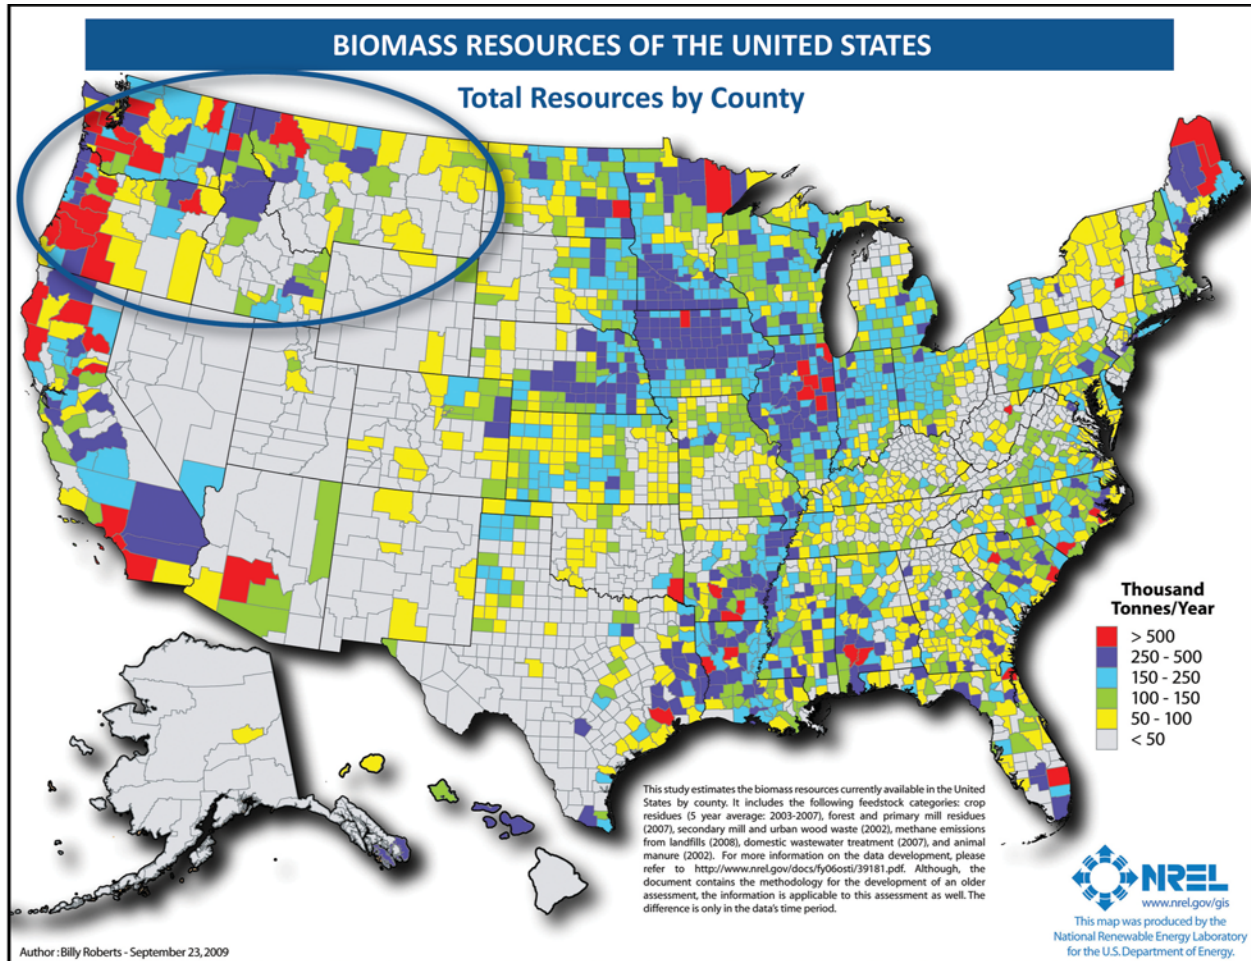 BIOMASS RESOURCES OF THE UNITED STATES
Total Resources by County
Thousand
Tonnes/Year
> 500
250 - 500
150 - 250
100 - 150
50 - 100
< 50
This study estimates the biomass resources currently available in the United
States by county. It includes the following feedstock categories: crop
residues (5 year average: 2003-2007), forest and primary mill residues
(2007), secondary mill and urban wood waste (2002), methane emissions
from landfills (2008), domestic wastewater treatment (2007), and animal
manure (2002). For more information on the data development, please
refer to http://www.nrel.gov/docs/fy06osti/39181.pdf. Although, the
document contains the methodology for the development of an older
assessment, the information is applicable to this assessment as well. The
difference is only in the data's time period.
NREL
www.nrel.gov/gis
This map was produced by the
National Renewable Energy Laboratory
for the U.S. Department of Energy.
Author : Billy Roberts - September 23, 2009